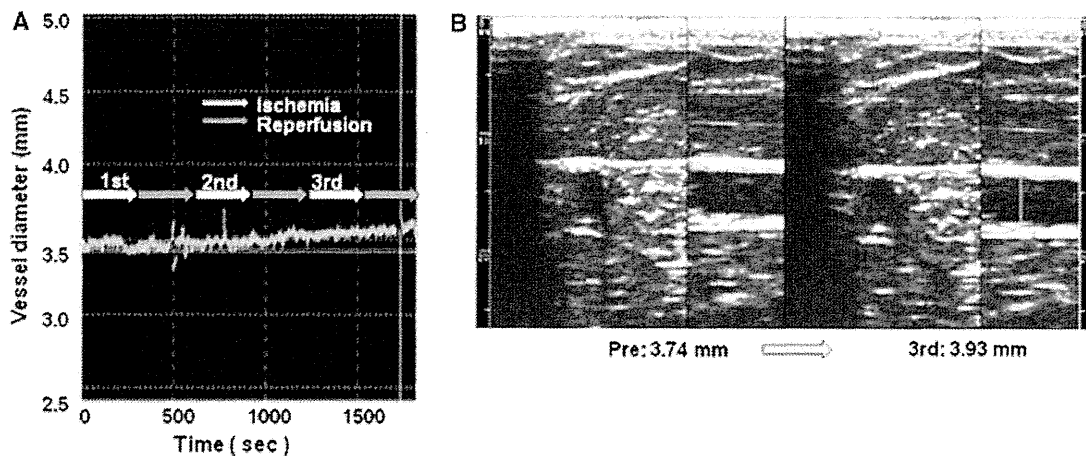 A
Vessel diameter (mm)
5.0
4.5
4.0
3.5
3.0
2.5
Ischemia
Reperfusion
1st 2nd 3rd
0 500 1000 1500
Time ( sec )
B
Pre: 3.74 mm 3rd: 3.93 mm